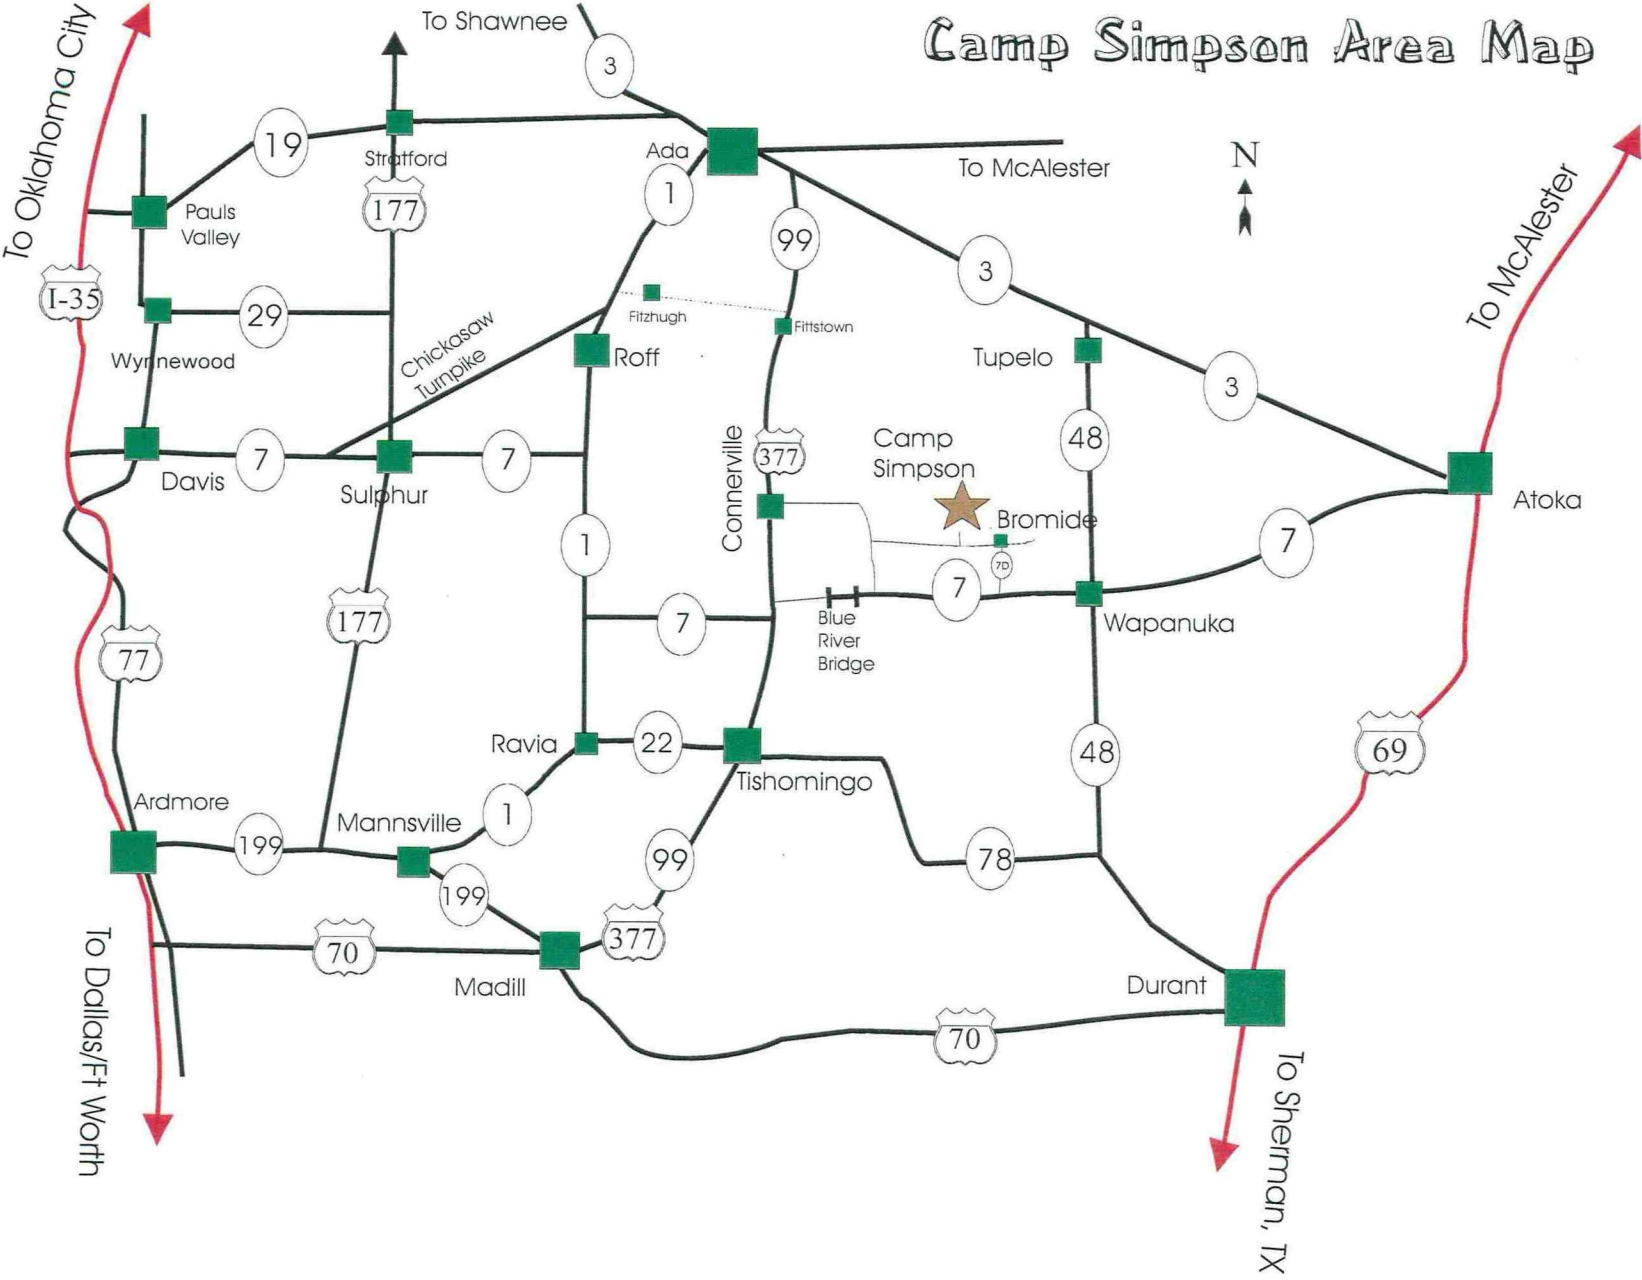 Camp Simpson Area Map
To Oklahoma City
To Shawnee
3
19
Stratford
Ada
To McAlester
N
To McAlester
1
177
Pauls
Valley
99
3
I-35
29
Fitzhugh
Fittstown
Wynnewood
Chickasaw
Turnpike
Roff
Tupelo
3
48
Camp
Simpson
Connerville
377
7
7
Davis
Sulphur
Atoka
Bromide
1
7
7D
7
177
7
Blue
River
Bridge
Wapanuka
77
Ravia
22
Tishomingo
48
69
Ardmore
Mannsville
1
199
99
78
199
377
70
Madill
Durant
70
To Dallas/Ft Worth
To Sherman, TX